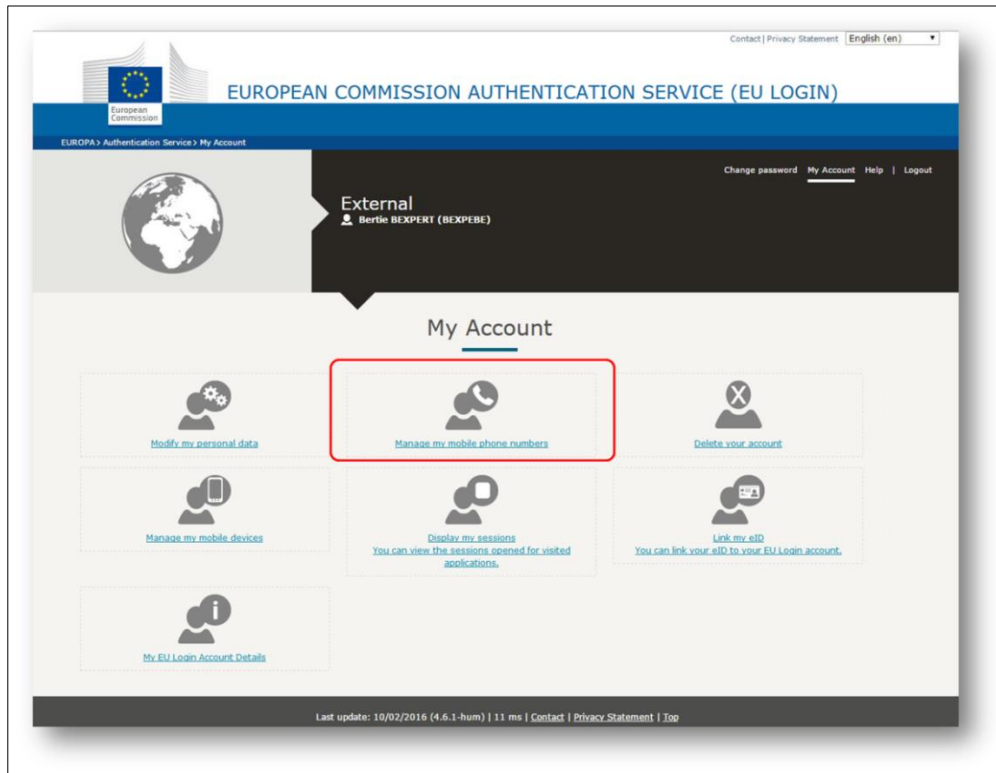 Contact | Privacy Statement English (en)
EUROPEAN COMMISSION AUTHENTICATION SERVICE (EU LOGIN)
European
Commission
EUROPA > Authentication Service > My Account
Change password My Account Help | Logout
External
Bertie BEXPERT (BEXPEBE)
My Account
Modify my personal data
Manage my mobile phone numbers
Delete your account
Manage my mobile devices
Display my sessions
You can view the sessions opened for visited
applications.
Link my eID
You can link your eID to your EU Login account.
My EU Login Account Details
Last update: 10/02/2016 (4.6.1-hum) | 11 ms | Contact | Privacy Statement | Top